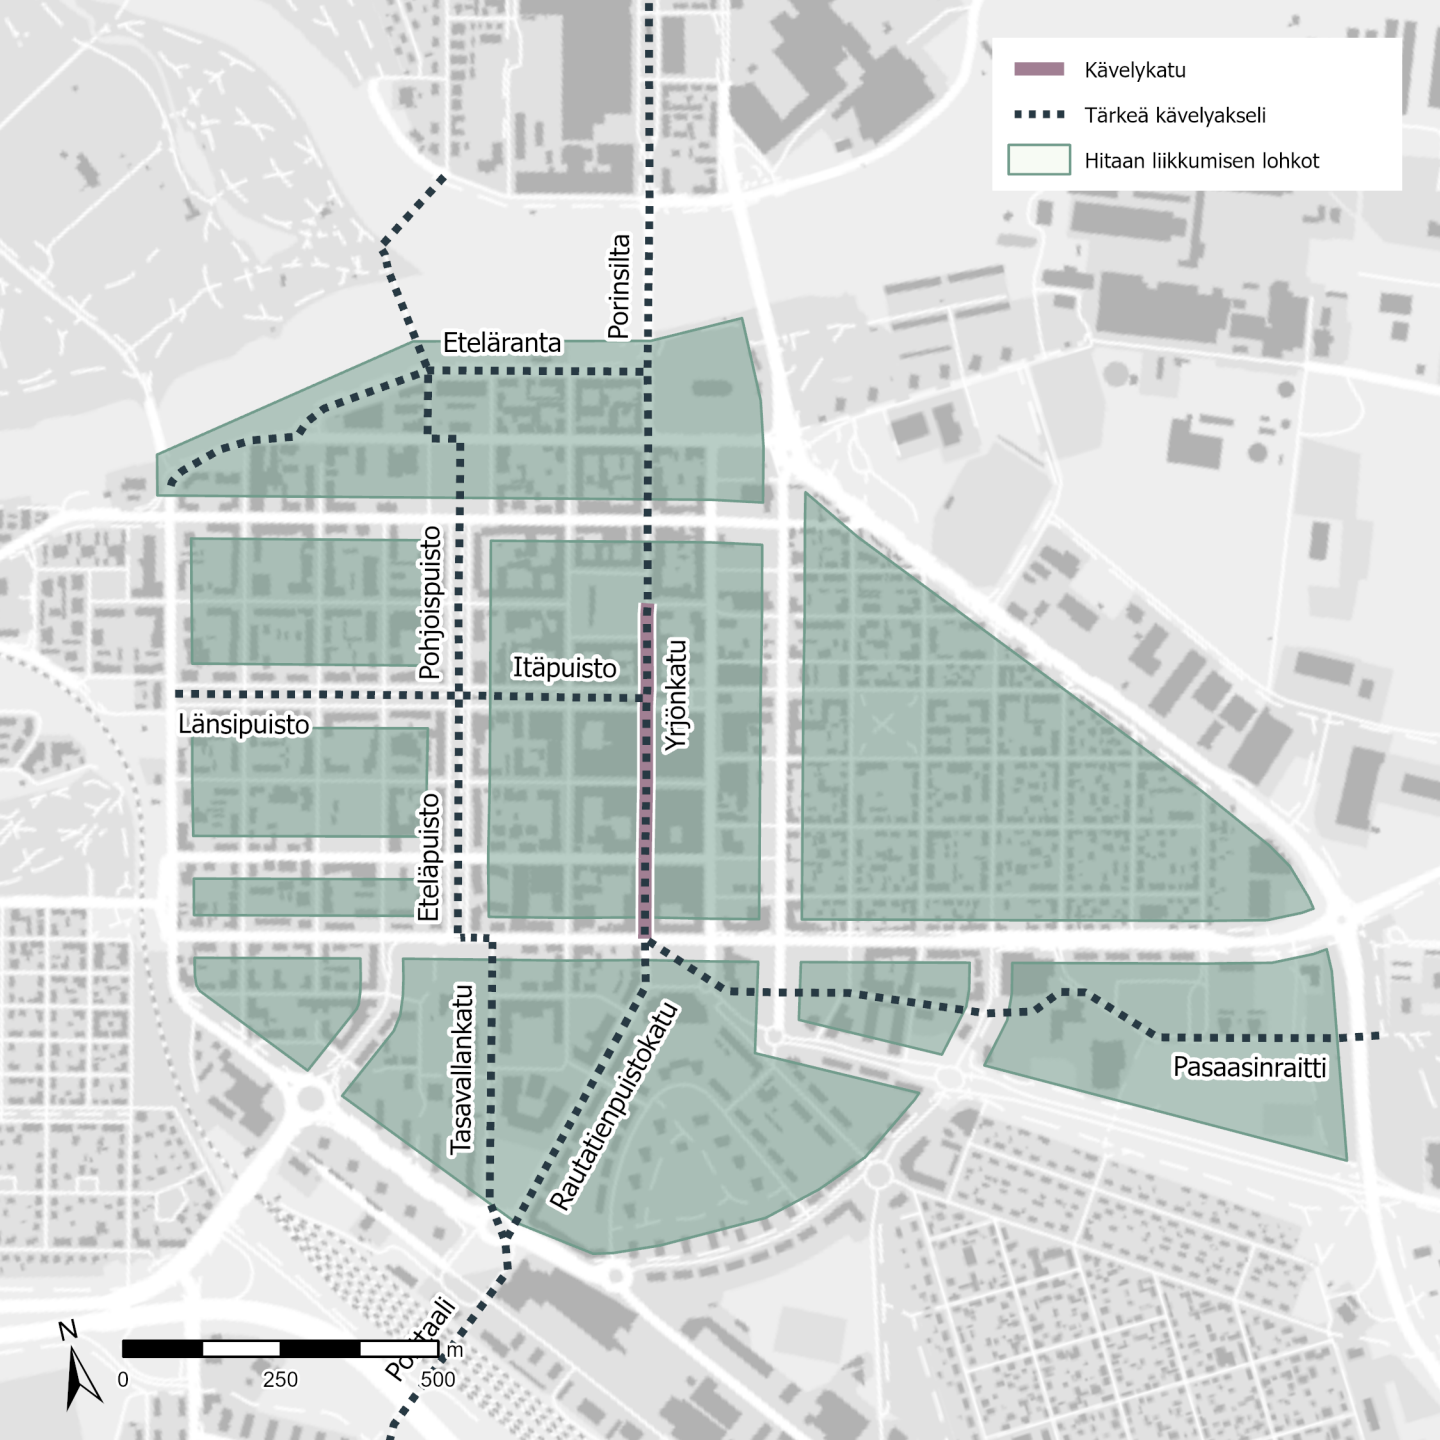 Kävelykatu
Tärkeä kävelyakseli
Hitaan liikkumisen lohkot
Porinsilta
Eteläranta
Pohjoispuisto
Itäpuisto
Yrjönkatu
Länsipuisto
Eteläpuisto
Tasavallankatu
Rautatienpuistokatu
Pasaasinraitti
N
m
0 250 500